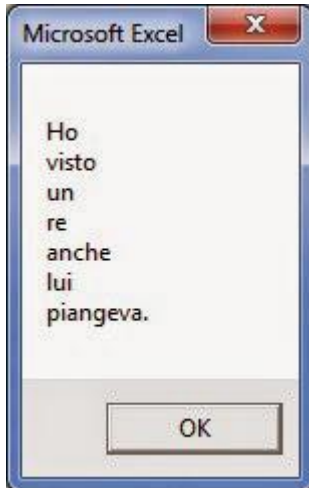 Microsoft Excel
Ho
visto
un
re
anche
lui
piangeva.
OK